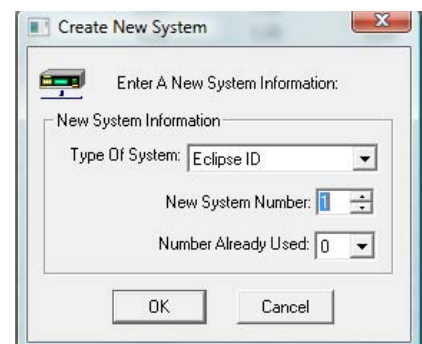 Create New System
Enter A New System Information:
New System Information
Type Of System: Eclipse ID
New System Number: 1
Number Already Used: 0
OK Cancel